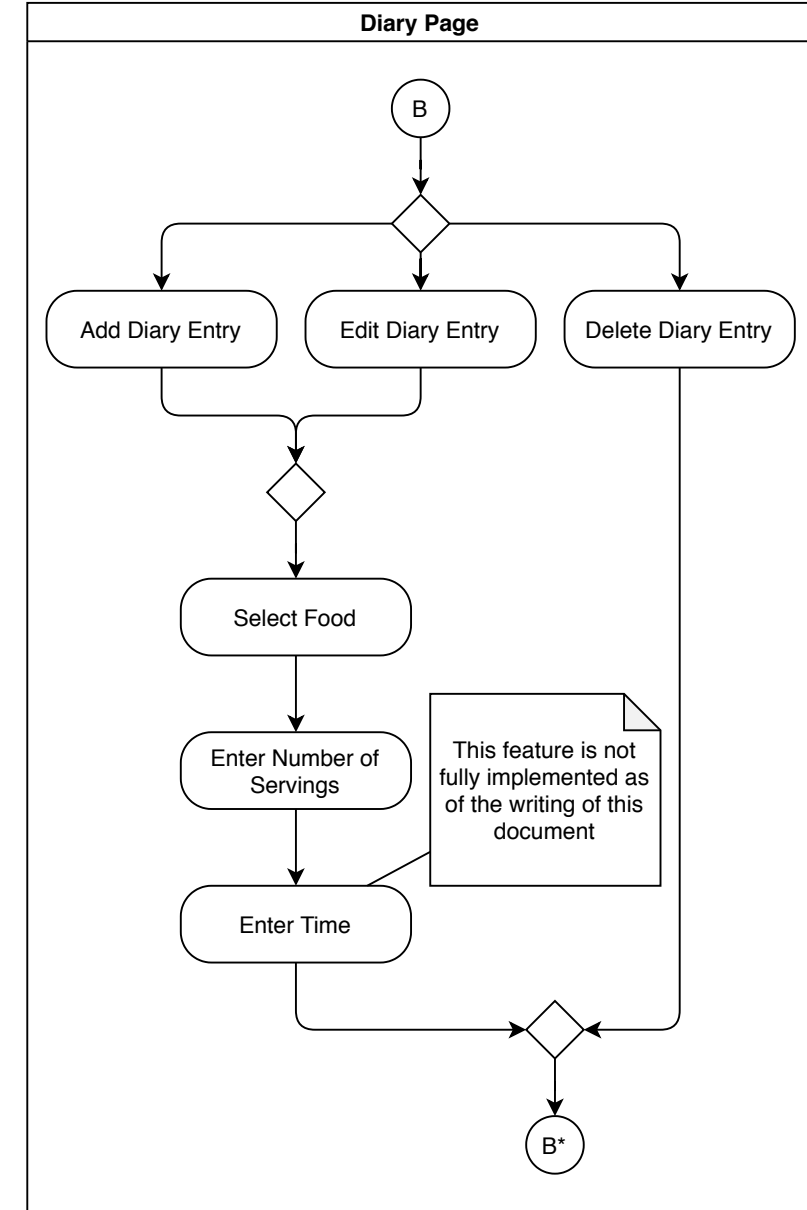 Diary Page
B
Add Diary Entry
Edit Diary Entry
Delete Diary Entry
Select Food
Enter Number of
Servings
This feature is not
fully implemented as
of the writing of this
document
Enter Time
B*